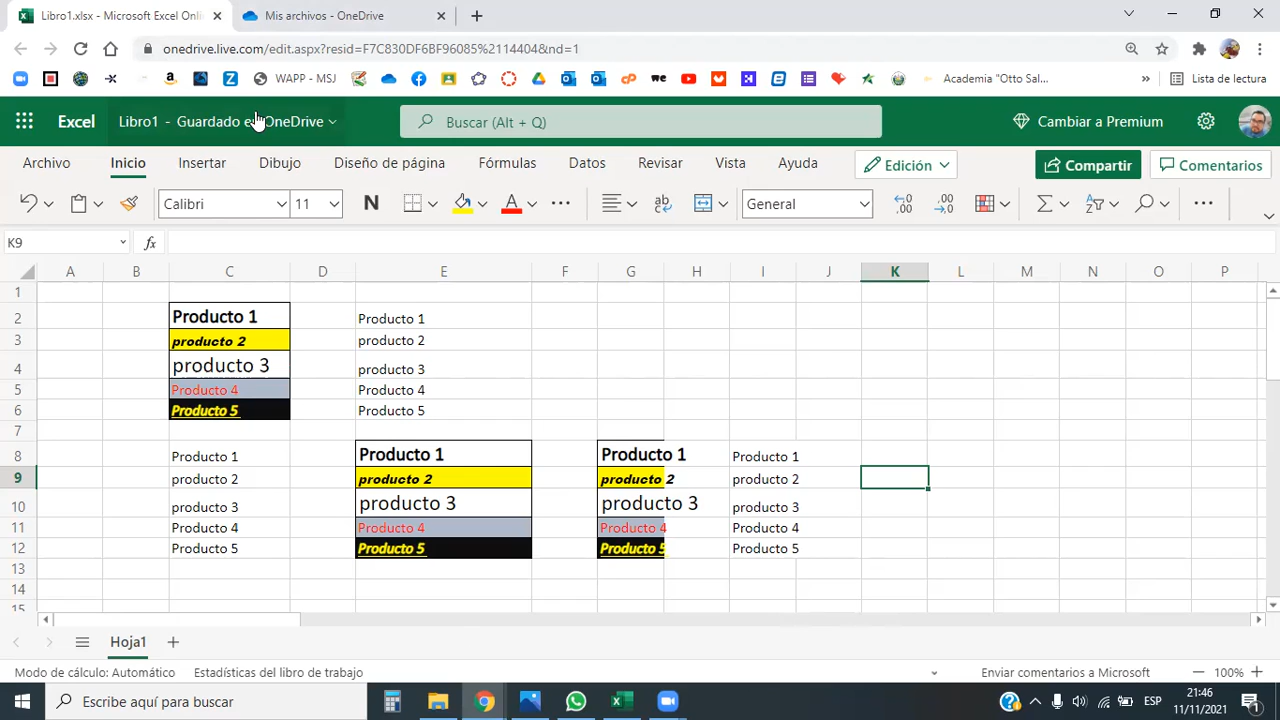 Libro1.xlsx - Microsoft Excel Onli
Mis archivos - OneDrive
onedrive.live.com/edit.aspx?resid=F7C830DF6BF96085%2114404&nd=1
WAPP - MSJ
Academia "Otto Sal...
Lista de lectura
Excel
Libro1 - Guardado e OneDrive
Buscar (Alt + Q)
Cambiar a Premium
Archivo
Inicio
Insertar
Dibujo
Diseño de página
Fórmulas
Datos
Revisar
Vista
Ayuda
Edición
Compartir
Comentarios
Calibri
11
N
General
K9
fx
A B C D E F G H I J K L M N O P
1
2 Producto 1 Producto 1
3 producto 2 producto 2
4 producto 3 producto 3
5 Producto 4 Producto 4
6 Producto 5 Producto 5
7
8 Producto 1 Producto 1 Producto 1 Producto 1
9 producto 2 producto 2 producto 2 producto 2
10 producto 3 producto 3 producto 3 producto 3
11 Producto 4 Producto 4 Producto 4 Producto 4
12 Producto 5 Producto 5 Producto 5 Producto 5
13
14
15
Hoja1
Modo de cálculo: Automático
Estadísticas del libro de trabajo
Enviar comentarios a Microsoft
100%
Escribe aquí para buscar
ESP
21:46
11/11/2021